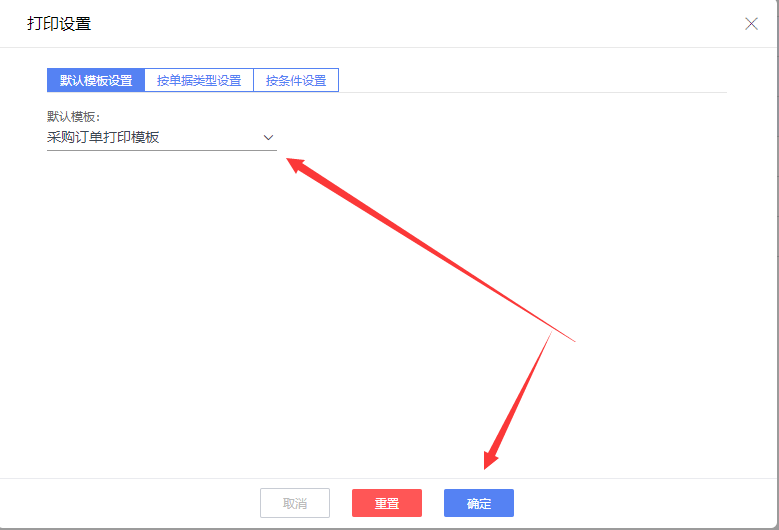 打印设置
默认模板设置 按单据类型设置 按条件设置
默认模板：
采购订单打印模板
取消 重置 确定